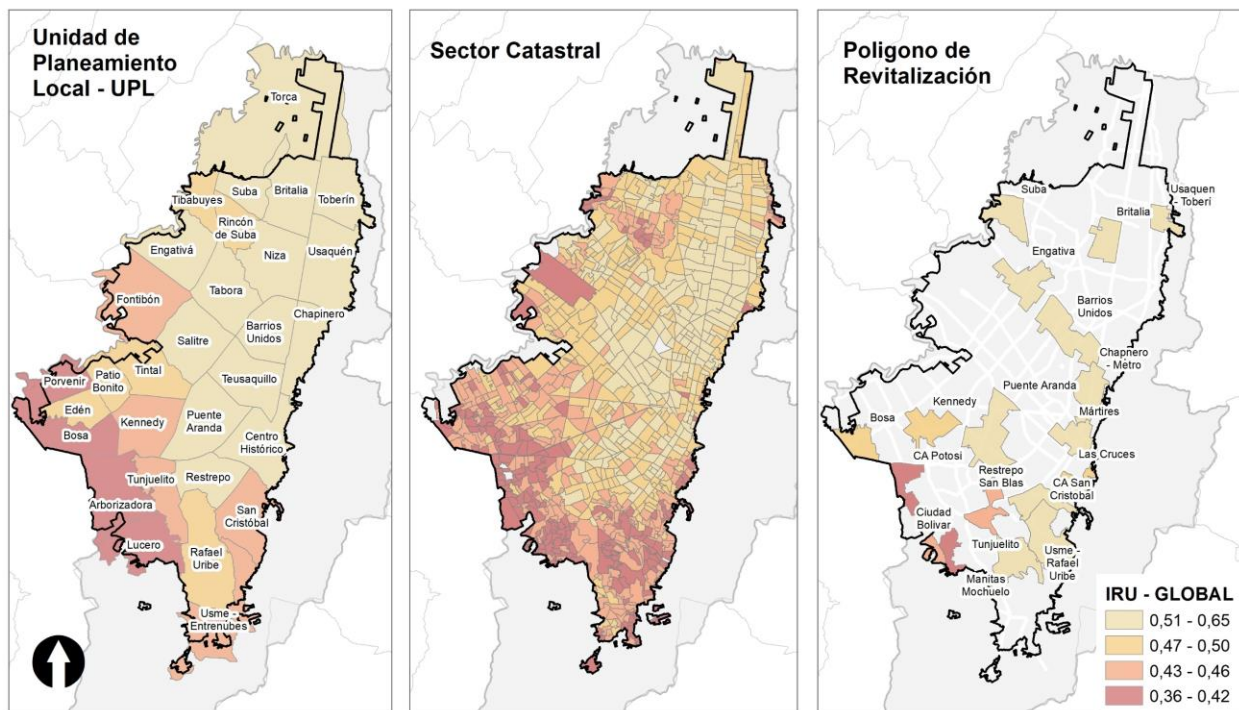 Unidad de
Planeamiento
Local - UPL
Torca
Suba
Britalia
Toberín
Tibabuyes
Rincón
de Suba
Engativá
Niza
Usaquén
Tabora
Fontibón
Chapinero
Barrios
Unidos
Salitre
Tintal
Teusaquillo
Porvenir
Patio
Bonito
Edén
Kennedy
Puente
Aranda
Bosa
Centro
Histórico
Tunjuelito
Restrepo
Arborizadora
San
Cristóbal
Lucero
Rafael
Uribe
Usme -
Entrenubes
Sector Catastral
Poligono de
Revitalización
Suba
Usaquen
- Toberí
Britalia
Engativa
Barrios
Unidos
Chapnero -
Metro
Puente Aranda
Mártires
Bosa
Kennedy
CA Potosi
Las Cruces
Restrepo
San Blas
CA San
Cristobal
Ciudad
Bolivar
Tunjuelito
Usme -
Rafael
Uribe
Manitas
Mochuelo
IRU - GLOBAL
0,51 - 0,65
0,47 - 0,50
0,43 - 0,46
0,36 - 0,42